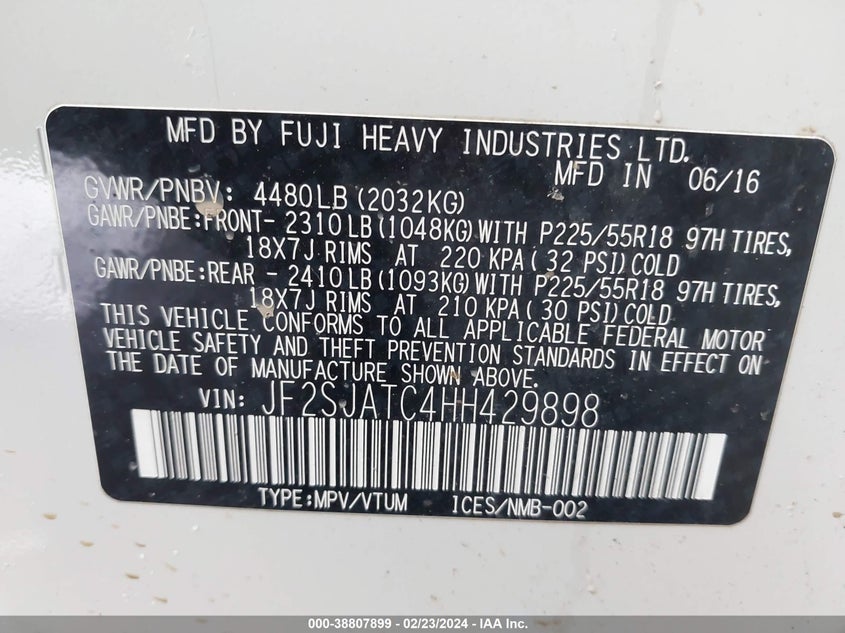 MFD BY FUJI HEAVY INDUSTRIES LTD.
MFD IN 06/16
GVWR/PNBV: 4480LB (2032KG)
GAWR/PNBE:FRONT- 2310LB (1048KG) WITH P225/55R18 97H TIRES,
18X7J RIMS AT 220 KPA ( 32 PSI) COLD
GAWR/PNBE:REAR - 2410LB (1093KG) WITH P225/55R18 97H TIRES,
18X7J RIMS AT 210 KPA ( 30 PSI) COLD
THIS VEHICLE CONFORMS TO ALL APPLICABLE FEDERAL MOTOR
VEHICLE SAFETY AND THEFT PREVENTION STANDARDS IN EFFECT ON
THE DATE OF MANUFACTURE SHOWN ABOVE.
VIN: JF2SJATC4HH429898
TYPE:MPV/VTUM ICES/NMB-002
000-38807899 - 02/23/2024 - IAA Inc.